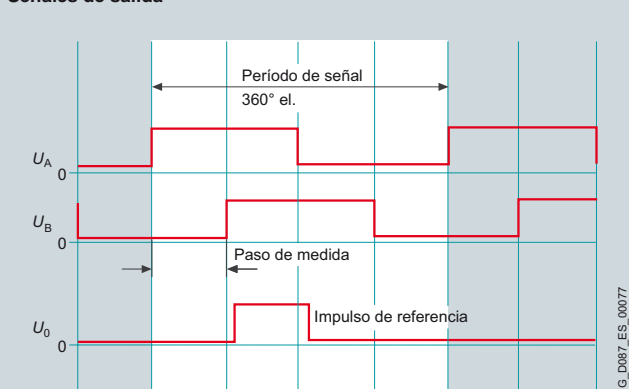 Señales de salida
Período de señal
360° el.
UA
0
UB
0
Paso de medida
U0
0
Impulso de referencia
G_D087_ES_00077